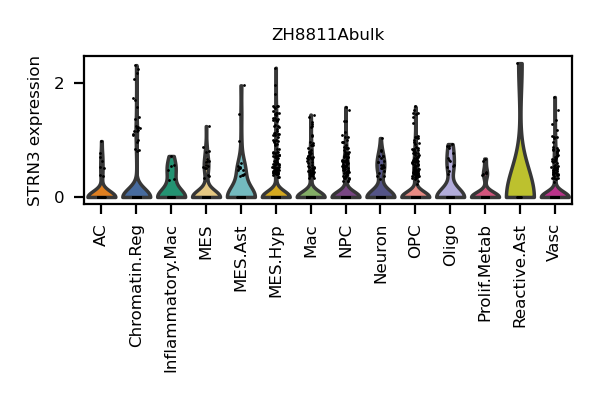 ZH8811Abulk
STRN3 expression
2
0
AC
Chromatin.Reg
Inflammatory.Mac
MES
MES.Ast
MES.Hyp
Mac
NPC
Neuron
OPC
Oligo
Prolif.Metab
Reactive.Ast
Vasc